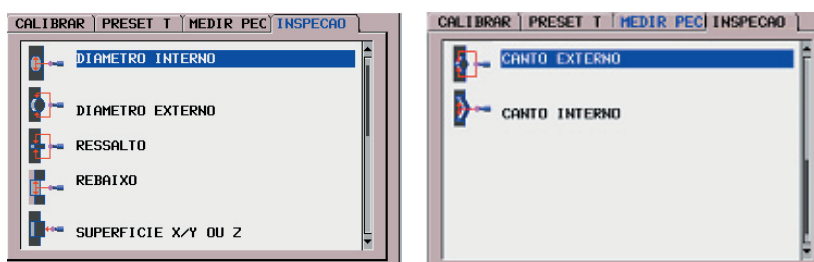 CALIBRAR PRESET T MEDIR PEC INSPECAO
DIAMETRO INTERNO
DIAMETRO EXTERNO
RESSALTO
REBAIXO
SUPERFICIE X/Y OU Z
CALIBRAR PRESET T MEDIR PEC INSPECAO
CANTO EXTERNO
CANTO INTERNO